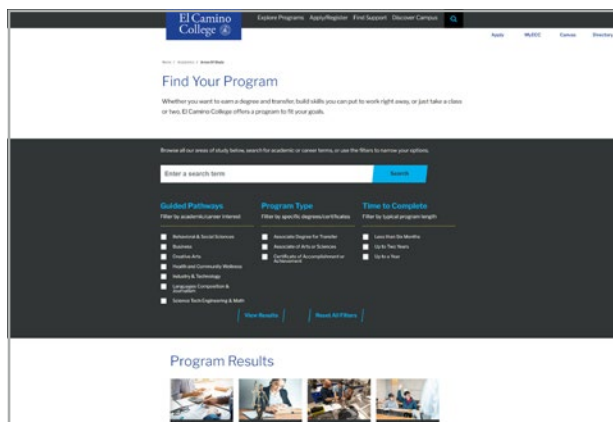 El Camino
College
Explore Programs Apply/Register Find Support Discover Campus
Apply MyECC Canvas Directory
Home / Academics / Areas of Study
Find Your Program
Whether you want to earn a degree and transfer, build skills you can put to work right away, or just take a class
or two, El Camino College offers a program to fit your goals.
Browse all our areas of study below, search for academic or career terms, or use the filters to narrow your options.
Enter a search term
Search
Guided Pathways
Filter by academic/career interest
Behavioral & Social Sciences
Business
Creative Arts
Health and Community Wellness
Industry & Technology
Languages Composition &
Journalism
Science Tech Engineering & Math
Program Type
Filter by specific degrees/certificates
Associate Degree for Transfer
Associate of Arts or Sciences
Certificate of Accomplishment or
Achievement
Time to Complete
Filter by typical program length
Less than Six Months
Up to Two Years
Up to a Year
View Results
Reset All Filters
Program Results